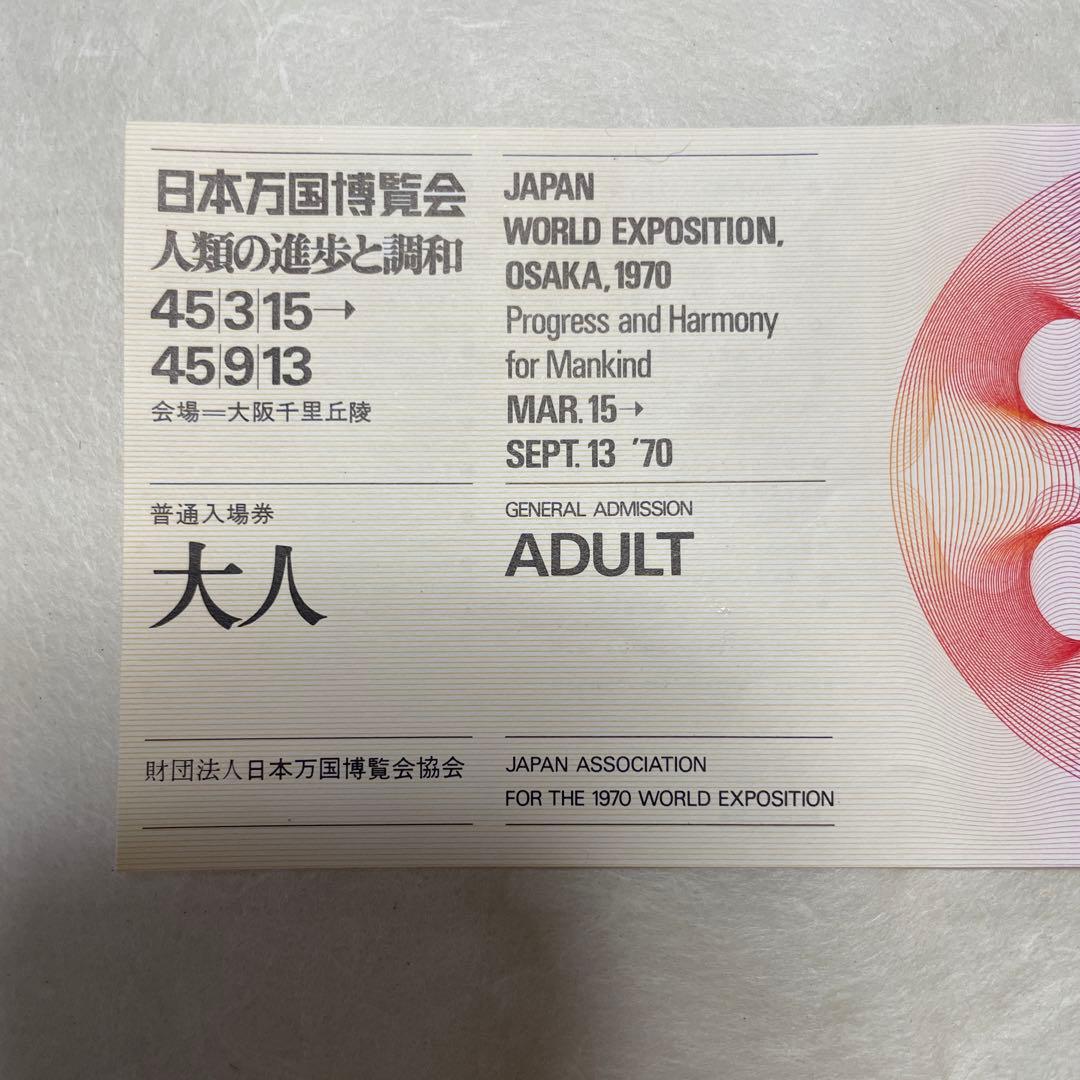 日本万国博覧会
人類の進歩と調和
45|3|15→
45|9|13
会場=大阪千里丘陵
JAPAN
WORLD EXPOSITION,
OSAKA, 1970
Progress and Harmony
for Mankind
MAR. 15→
SEPT. 13 '70
普通入場券
大人
GENERAL ADMISSION
ADULT
財団法人日本万国博覧会協会
JAPAN ASSOCIATION
FOR THE 1970 WORLD EXPOSITION